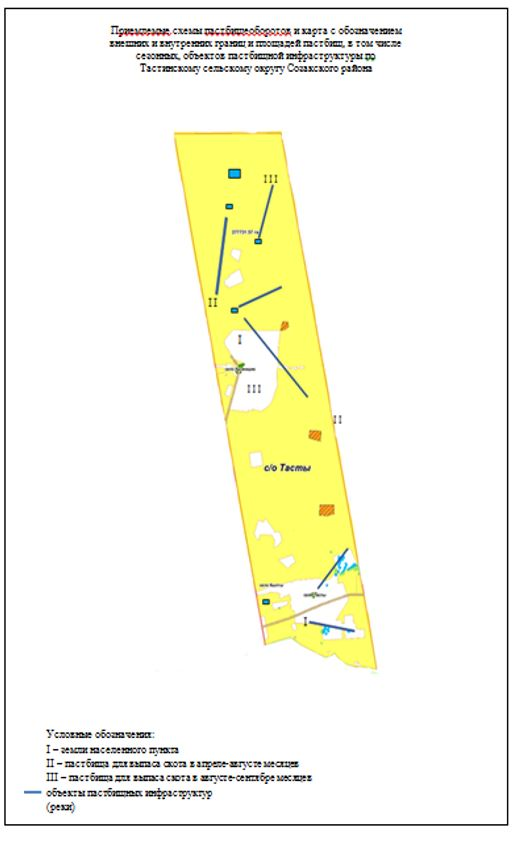 Приемлемые схемы пастбищеоборотов и карта с обозначением
внешних и внутренних границ и площадей пастбищ, в том числе
сезонных, объектов пастбищной инфраструктуры по
Тастинскому сельскому округу Созакского района
III
II
I
III
II
с/о Тасты
I
Условные обозначения:
I – земли населенного пункта
II – пастбища для выпаса скота в апреле-августе месяцев
III – пастбища для выпаса скота в августе-сентябре месяцев
объекты пастбищных инфраструктур
(реки)